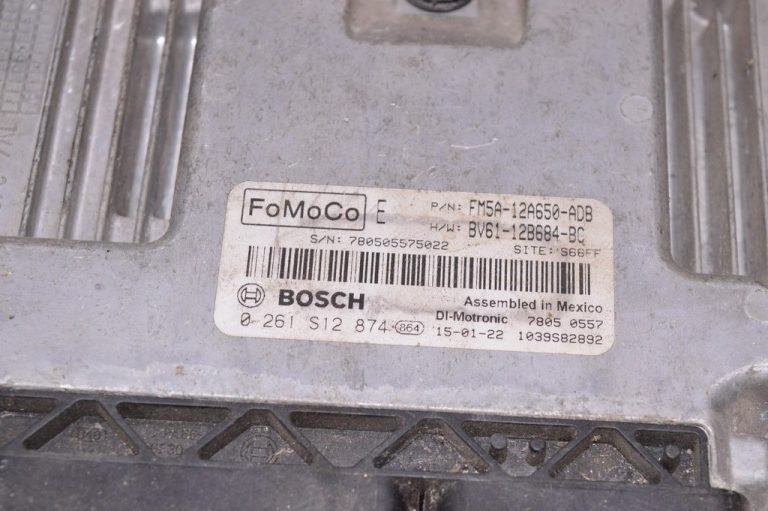 FoMoCo E P/N: FM5A-12A650-ADB
H/W: BV61-12B684-BC
S/N: 780505575022 SITE: S66FF
BOSCH Assembled in Mexico
DI-Motronic 7805 0557
0 261 S12 874 864 15-01-22 1039S82892